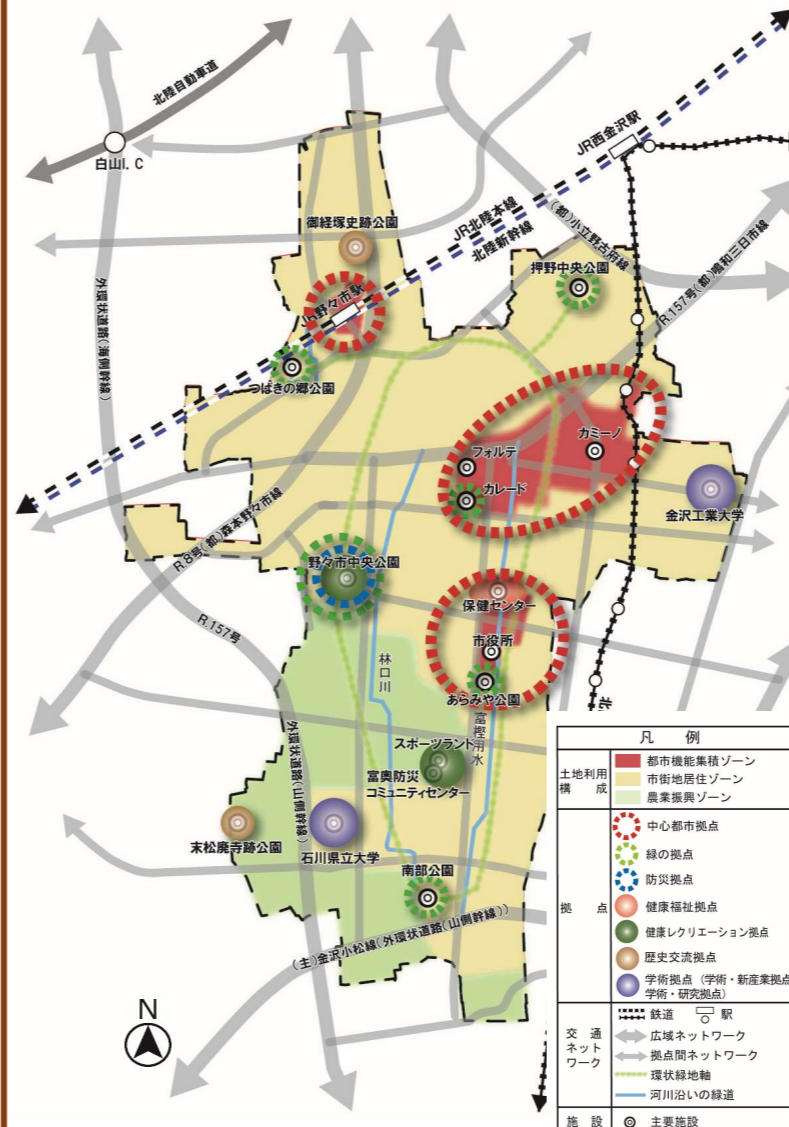 北陸自動車道
白山I. C
JR西金沢駅
御経塚史跡公園
JR北陸本線
北陸新幹線
(都)小立野古府線
R.157号(都)鳴和三日市線
押野中央公園
外環状道路(海側幹線)
JR野々市駅
つばきの郷公園
カミーノ
フォルテ
カレード
金沢工業大学
R.8号(都)森本野々市線
野々市中央公園
保健センター
R.157号
市役所
林口川
あらみや公園
富樫用水
外環状道路(山側幹線)
スポーツランド
富奥防災
コミュニティセンター
末松廃寺跡公園
石川県立大学
南部公園
(主)金沢小松線(外環状道路(山側幹線))
N
北
凡 例
土地利用
構 成
都市機能集積ゾーン
市街地居住ゾーン
農業振興ゾーン
拠 点
中心都市拠点
緑の拠点
防災拠点
健康福祉拠点
健康レクリエーション拠点
歴史交流拠点
学術拠点 (学術・新産業拠点
学術・研究拠点)
交 通
ネット
ワーク
鉄道 駅
広域ネットワーク
拠点間ネットワーク
環状緑地軸
河川沿いの緑道
施 設
主要施設